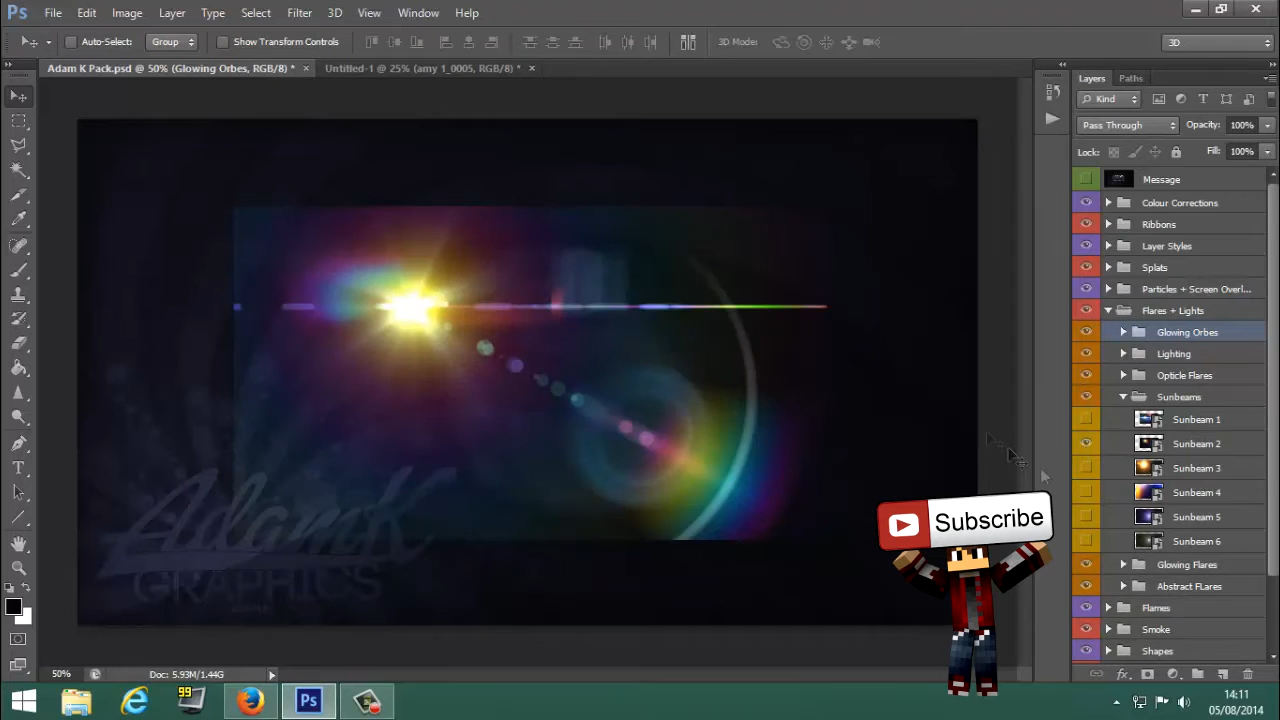 Ps File Edit Image Layer Type Select Filter 3D View Window Help
Auto-Select: Group Show Transform Controls 3D Mode: 3D
Adam K Pack.psd @ 50% (Glowing Orbes, RGB/8) * × Untitled-1 @ 25% (amy 1_0005, RGB/8) * ×
Layers Paths
Kind
Pass Through Opacity: 100%
Lock: Fill: 100%
Message
Colour Corrections
Ribbons
Layer Styles
Splats
Particles + Screen Overl...
Flares + Lights
Glowing Orbes
Lighting
Opticle Flares
Sunbeams
Sunbeam 1
Sunbeam 2
Sunbeam 3
Sunbeam 4
Sunbeam 5
Sunbeam 6
Glowing Flares
Abstract FLares
Flames
Smoke
Shapes
Adam K
GRAPHICS
Subscribe
50% Doc: 5.93M/1.44G
99
Ps
14:11
05/08/2014